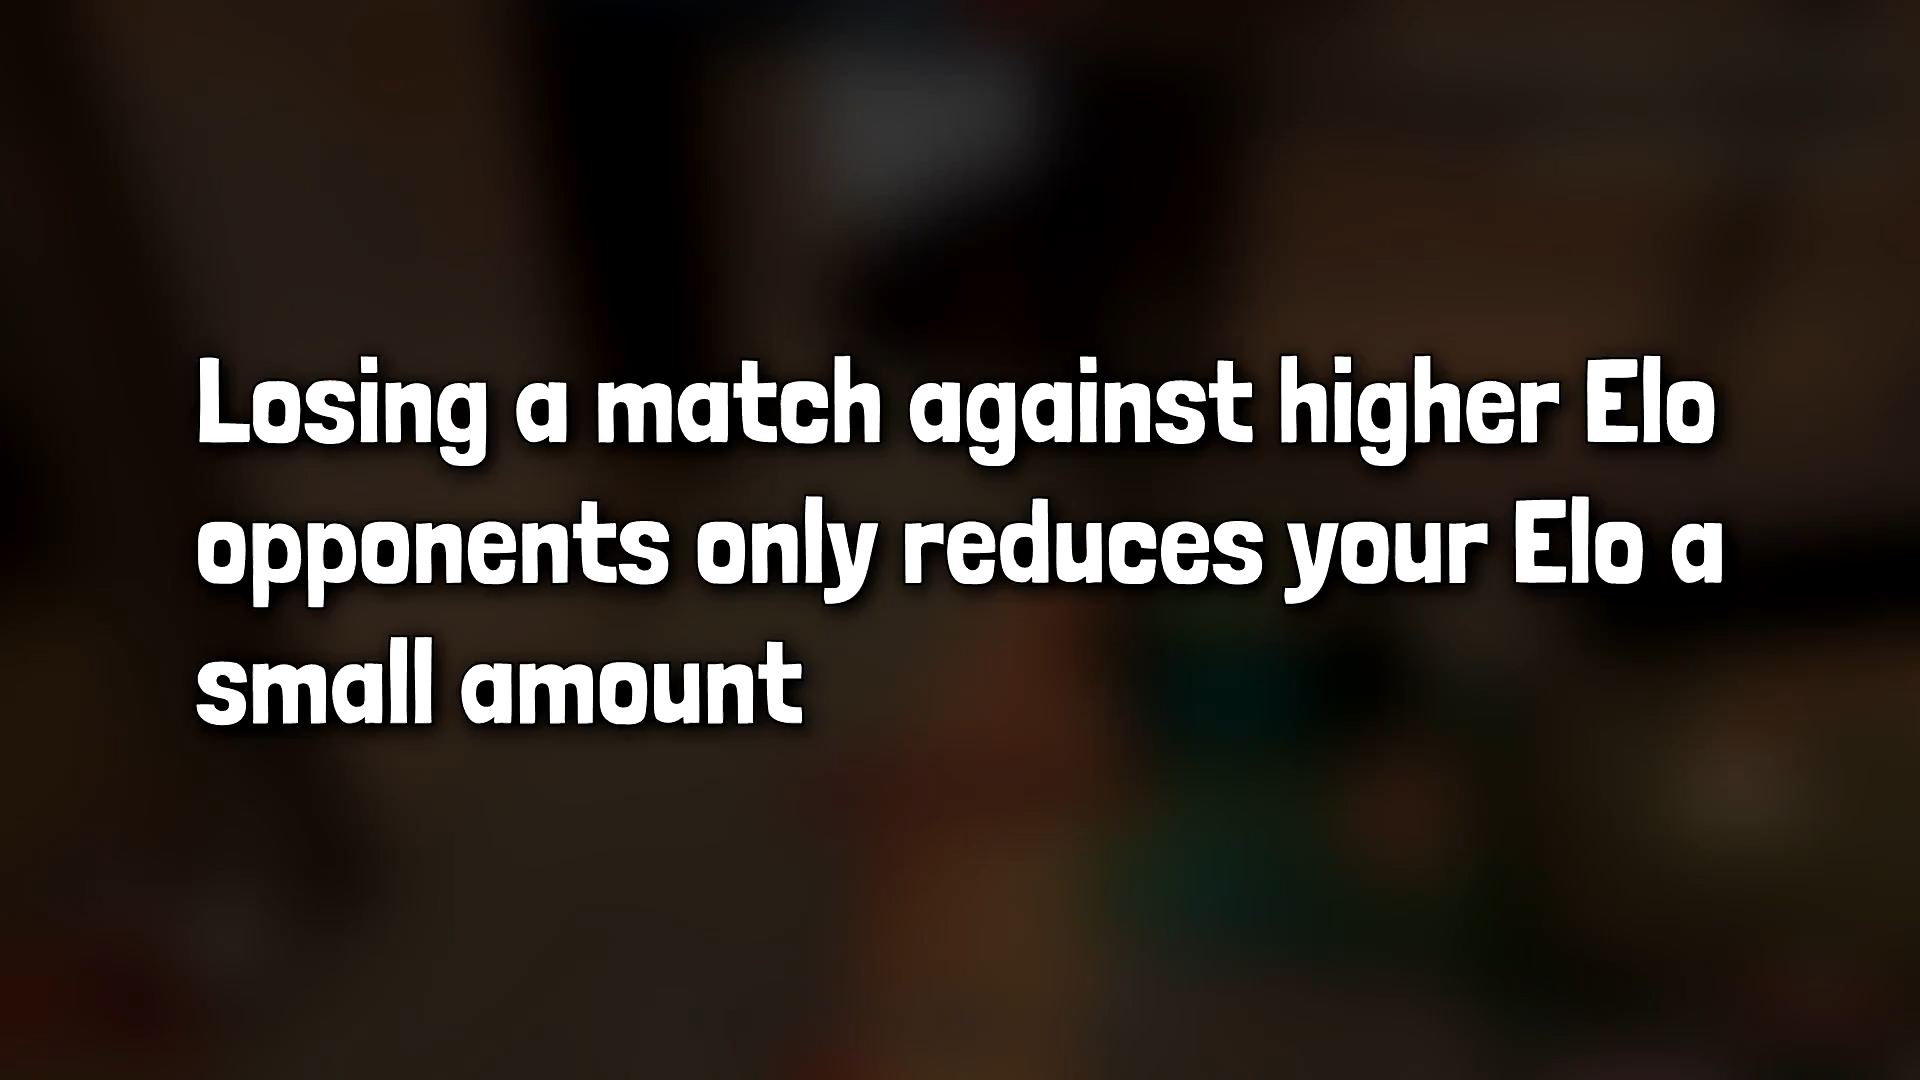 Losing a match against higher Elo
opponents only reduces your Elo a
small amount